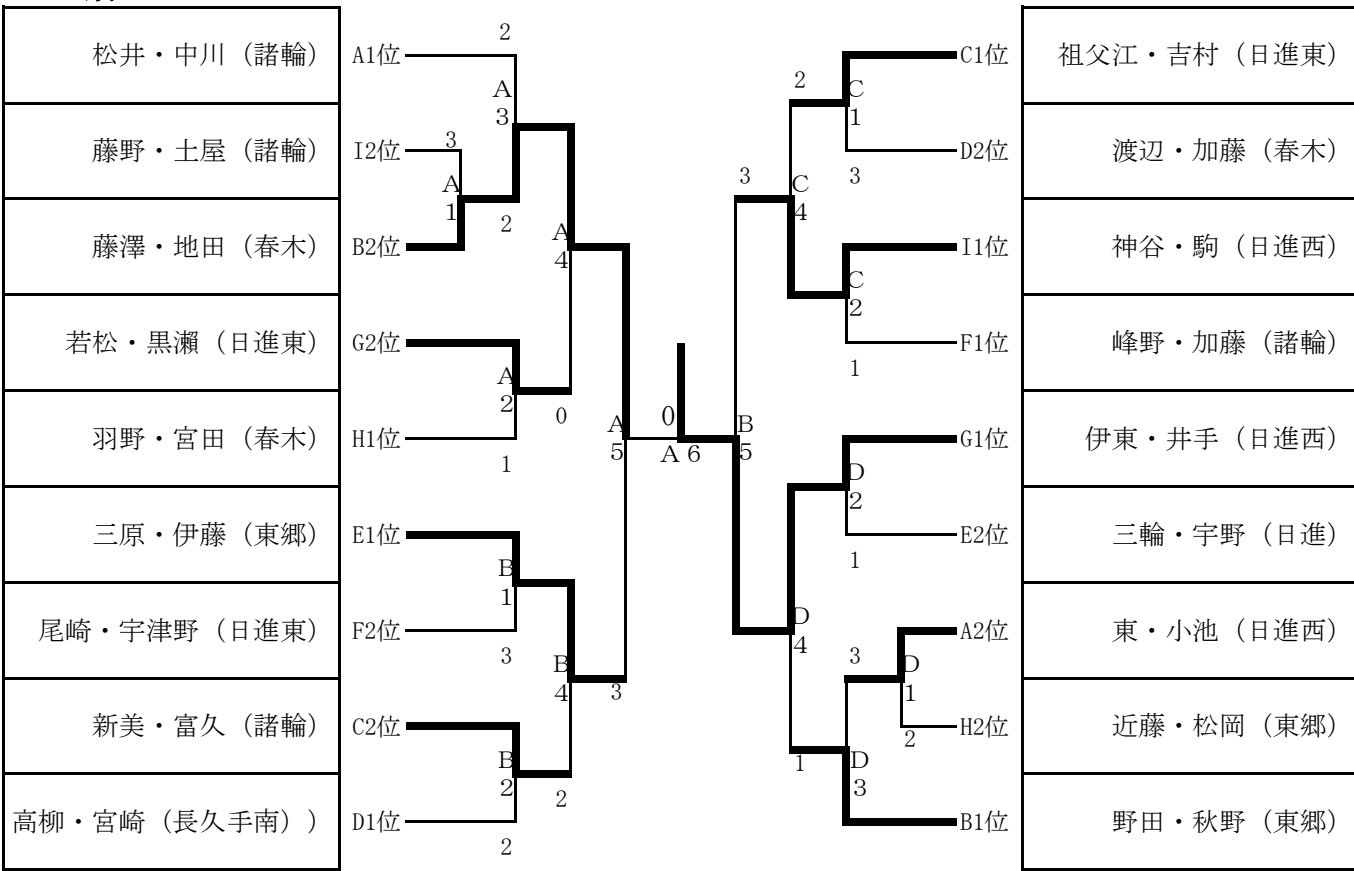 松井・中川（諸輪）
藤野・土屋（諸輪）
藤澤・地田（春木）
若松・黒瀬（日進東）
羽野・宮田（春木）
三原・伊藤（東郷）
尾崎・宇津野（日進東）
新美・富久（諸輪）
高柳・宮崎（長久手南））
A1位
I2位
B2位
G2位
H1位
E1位
F2位
C2位
D1位
2
A
3
3
A
1
2
A
4
A
2
0
1
A
5
B
1
3
B
4
3
B
2
2
2
0
A 6
3
B
5
2
C
1
3
C
4
C
2
1
D
2
1
D
4
3
D
1
2
1
D
3
C1位
D2位
I1位
F1位
G1位
E2位
A2位
H2位
B1位
祖父江・吉村（日進東）
渡辺・加藤（春木）
神谷・駒（日進西）
峰野・加藤（諸輪）
伊東・井手（日進西）
三輪・宇野（日進）
東・小池（日進西）
近藤・松岡（東郷）
野田・秋野（東郷）